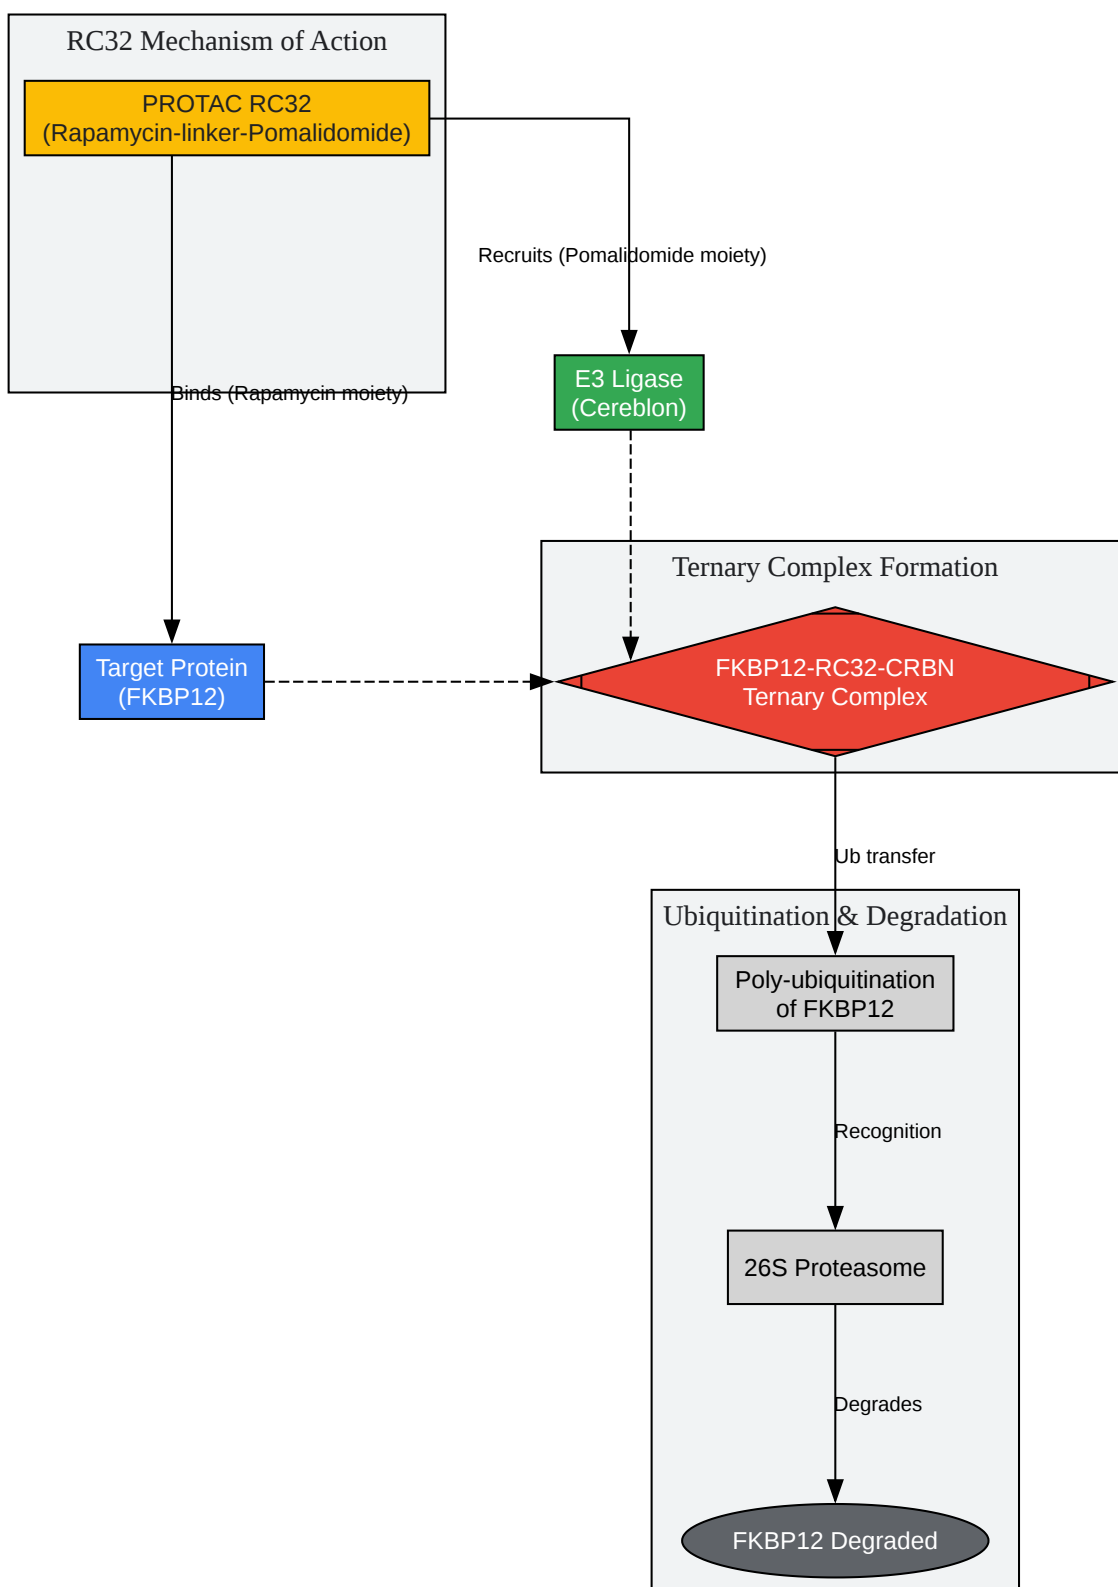 RC32 Mechanism of Action
PROTAC RC32
(Rapamycin-linker-Pomalidomide)
Recruits (Pomalidomide moiety)
Binds (Rapamycin moiety)
E3 Ligase
(Cereblon)
Ternary Complex Formation
Target Protein
(FKBP12)
FKBP12-RC32-CRBN
Ternary Complex
Ub transfer
Ubiquitination & Degradation
Poly-ubiquitination
of FKBP12
Recognition
26S Proteasome
Degrades
FKBP12 Degraded